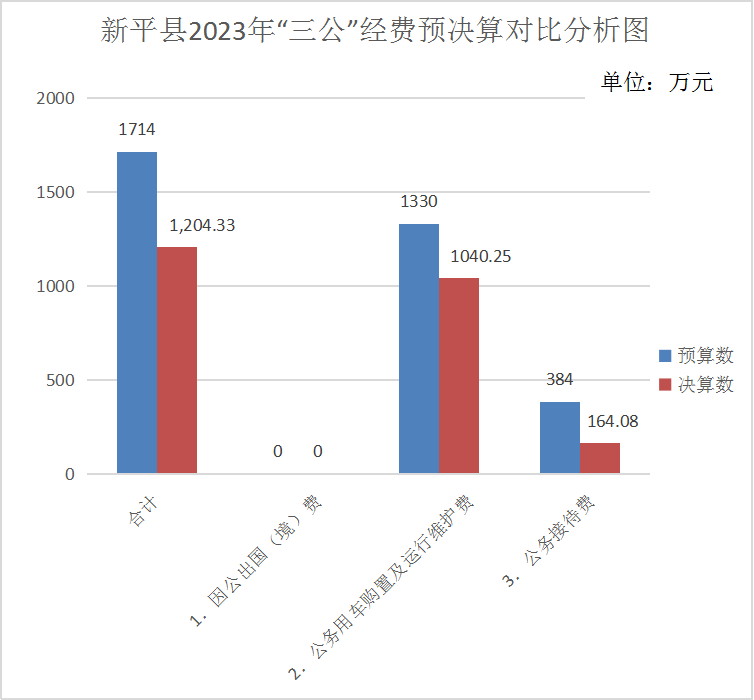 新平县2023年“三公”经费预决算对比分析图
单位：万元
2000
1500
1000
500
0
1714
1,204.33
0
0
1330
1040.25
384
164.08
合计
1．因公出国（境）费
2．公务用车购置及运行维护费
3．公务接待费
预算数
决算数